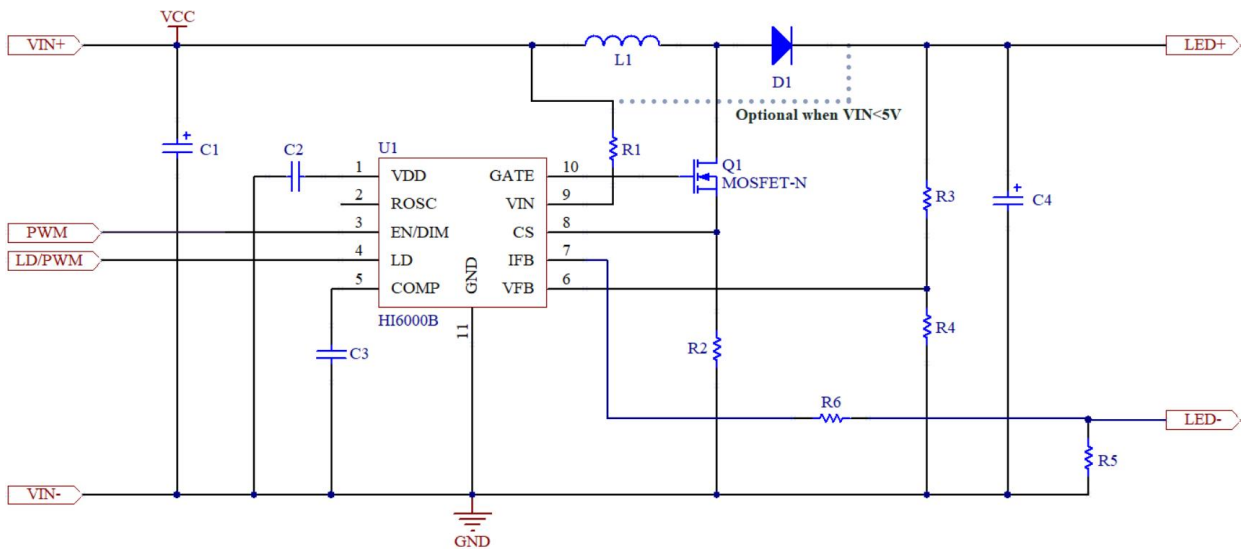 VCC
VIN+
LED+
L1
D1
Optional when VIN<5V
C1
C2
U1
R1
Q1
MOSFET-N
1
VDD
GATE
10
2
ROSC
VIN
9
R3
C4
PWM
3
EN/DIM
CS
8
LD/PWM
4
LD
IFB
7
5
COMP
GND
VFB
6
HI6000B
11
R4
C3
R2
R6
LED-
R5
VIN-
GND